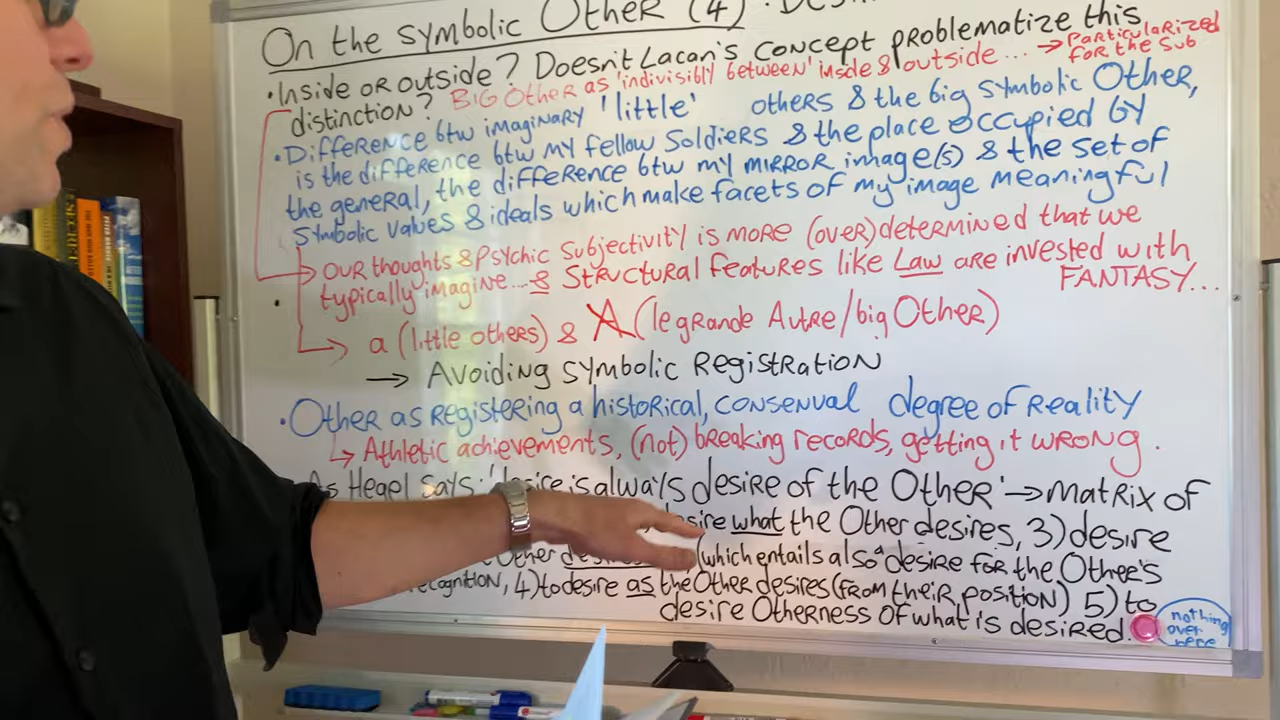 On the symbolic Other (4) · Desi
· Inside or outside? Doesn't Lacan's concept problematize this
distinction? Big Other as 'indivisibly between' inside & outside ... → particularized for the sub
· Difference btw imaginary 'little' others & the big symbolic Other,
is the difference btw my fellow soldiers & the place occupied by
the general, the difference btw my mirror image(s) & the set of
symbolic values & ideals which make facets of my image meaningful
→ our thoughts & psychic subjectivity is more (over)determined that we
typically imagine ... & structural features like Law are invested with
FANTASY...
→ a (little others) & A (le grande Autre/big Other)
→ Avoiding symbolic registration
· Other as registering a historical, consenual degree of reality
↳ Athletic achievements, (not) breaking records, getting it wrong.
As Hegel says: 'desire is always desire of the Other' → matrix of
desire what the Other desires, 3) desire
Other (which entails also a desire for the Other's
recognition, 4) to desire as the Other desires (from their position) 5) to
desire Otherness of what is desired.
nothing
over
here